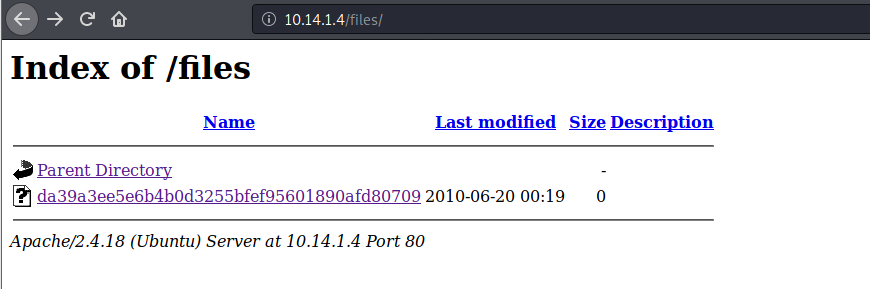 10.14.1.4/files/
Index of /files
Name Last modified Size Description
Parent Directory -
da39a3ee5e6b4b0d3255bfef95601890afd80709 2010-06-20 00:19 0
Apache/2.4.18 (Ubuntu) Server at 10.14.1.4 Port 80